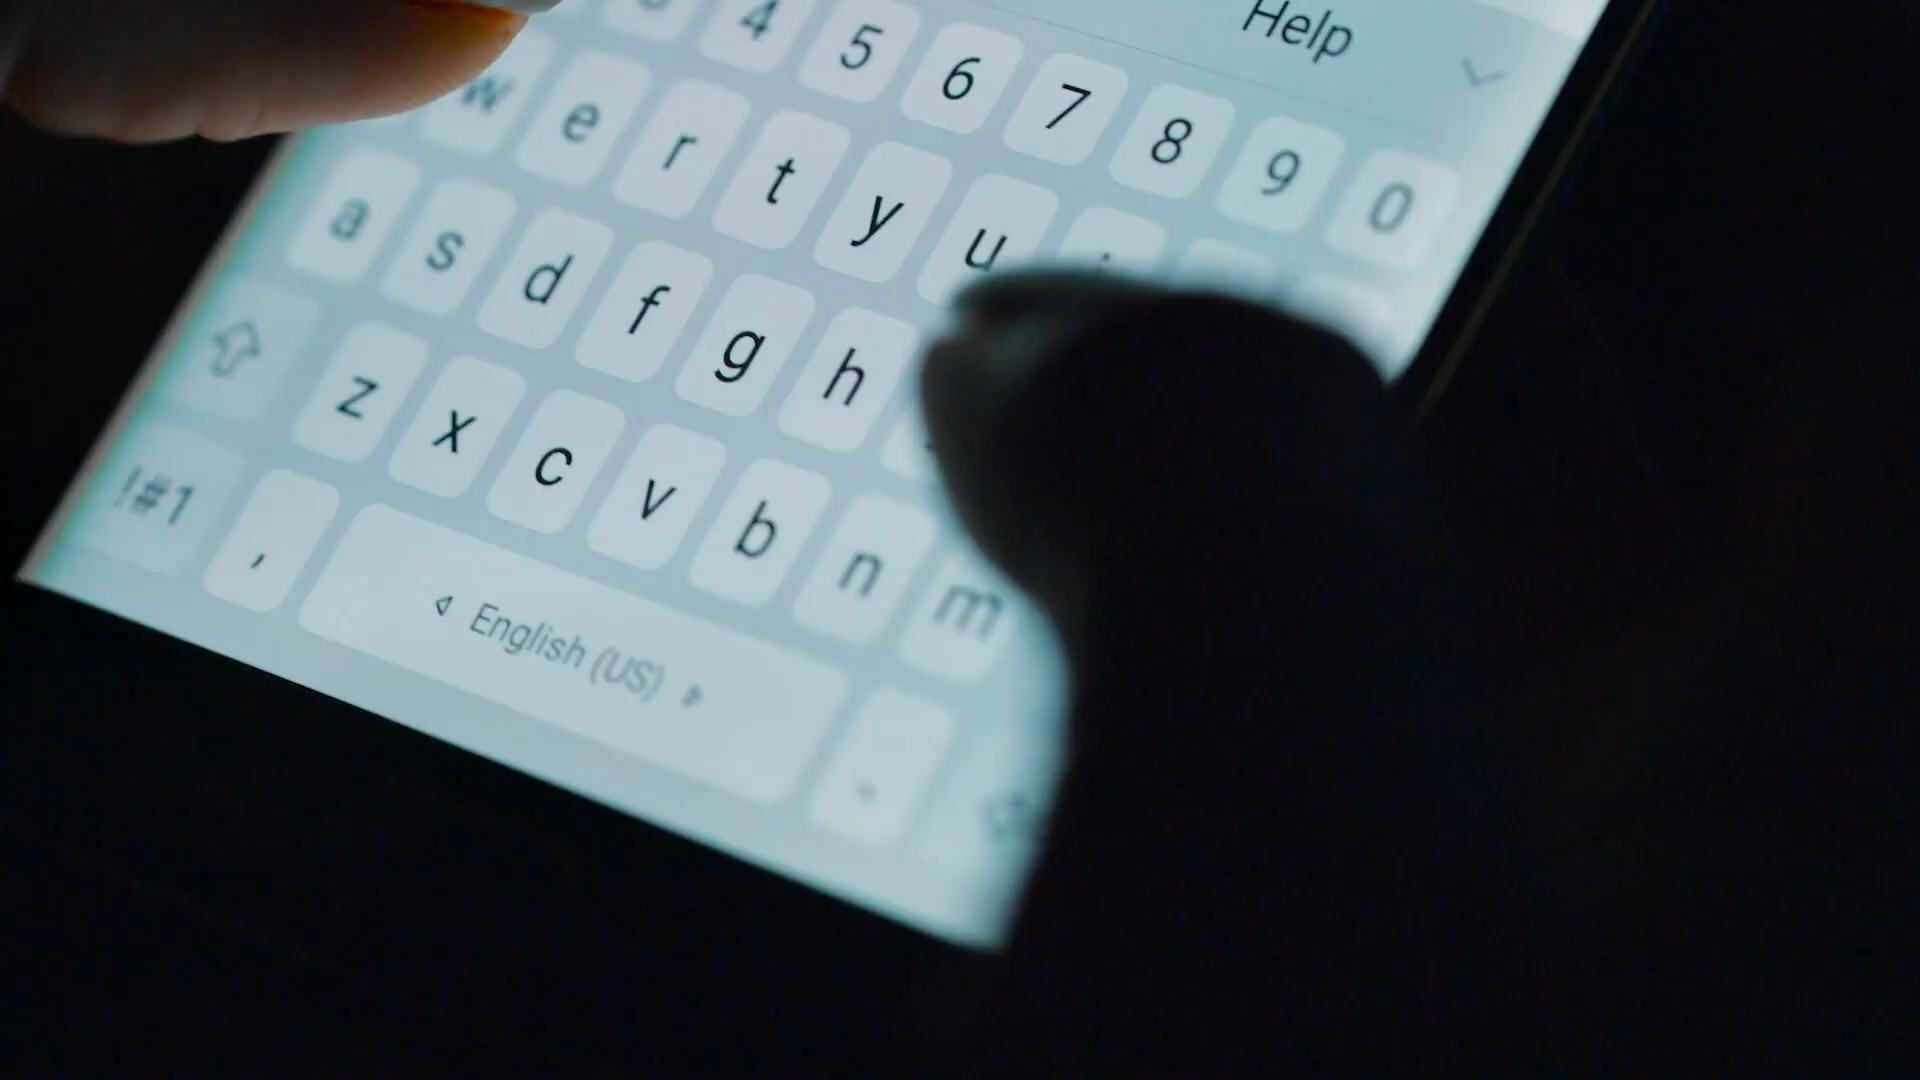 Help
4 5 6 7 8 9 0
w e r t y u
a s d f g h
z x c v b n m
!#1 , English (US) .